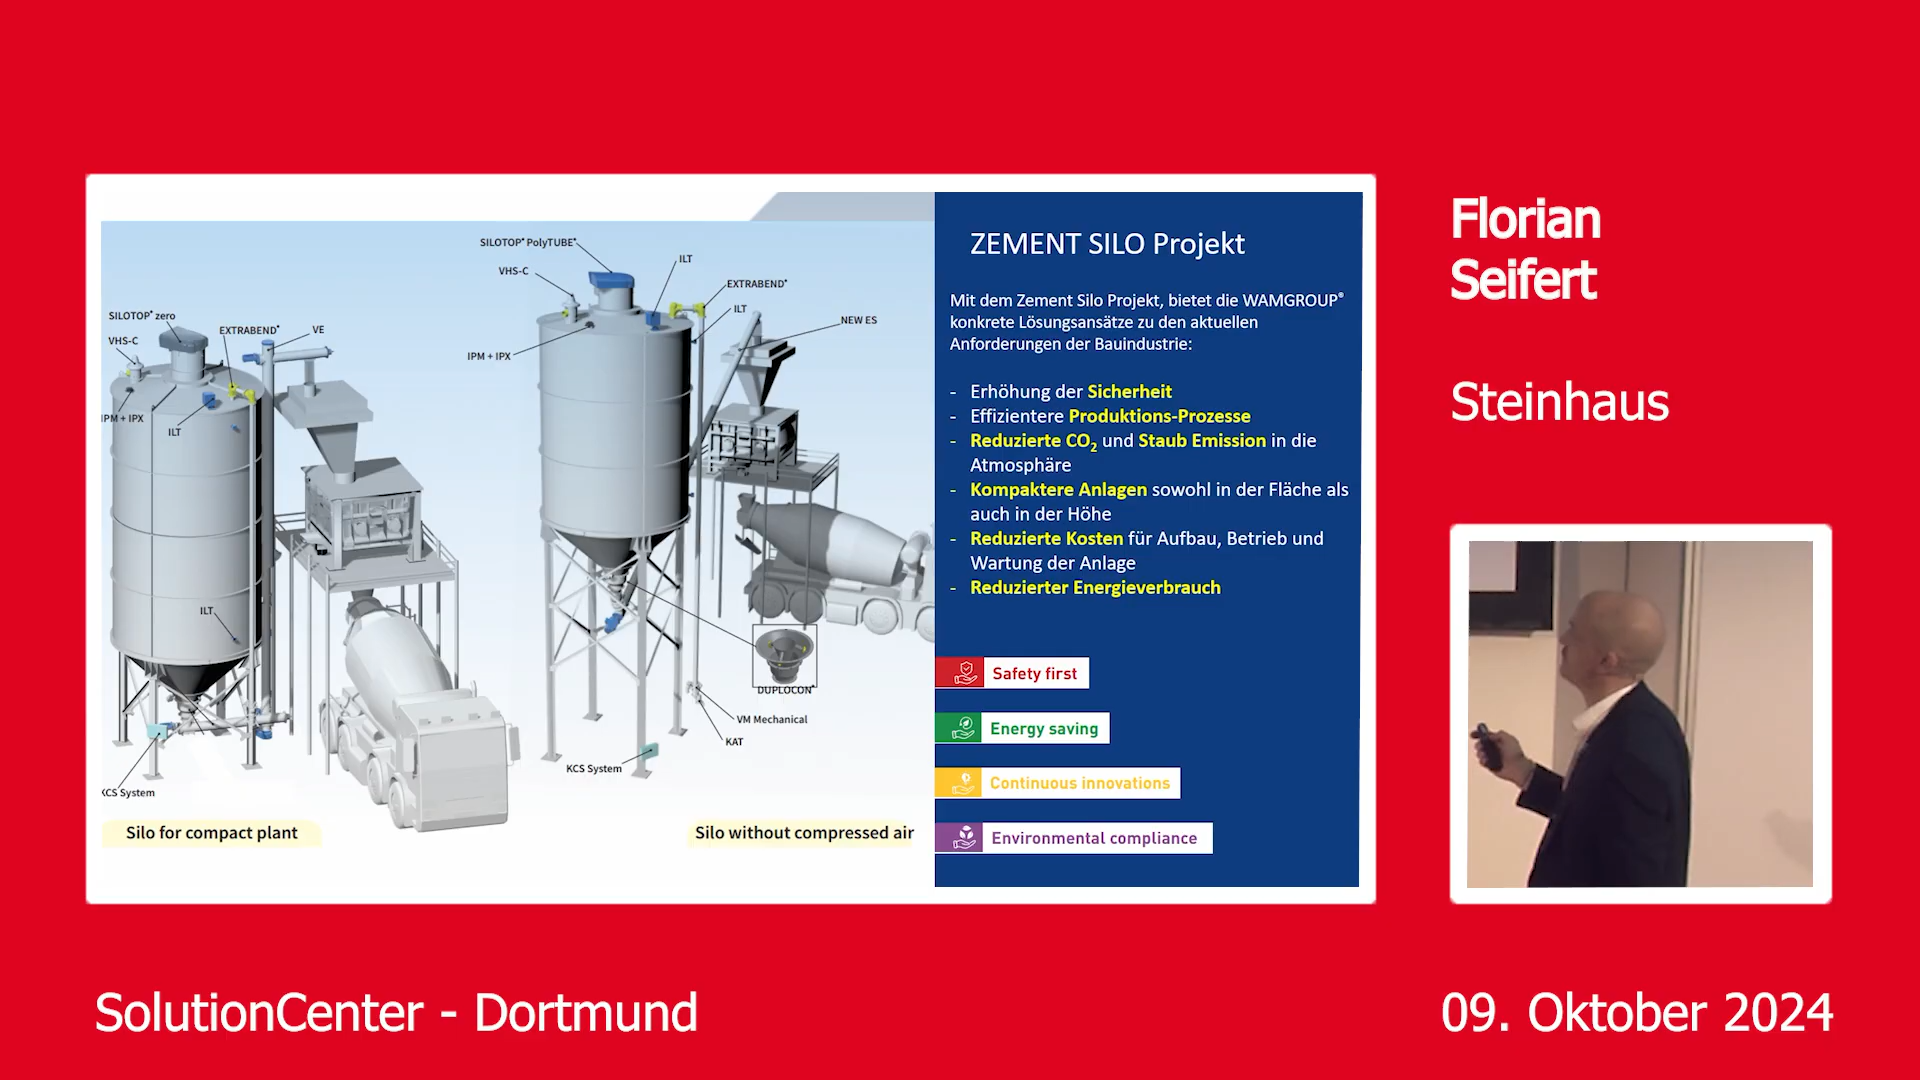 SILOTOP® zero
EXTRABEND®
VE
VHS-C
IPM + IPX
ILT
ILT
KCS System
Silo for compact plant
SILOTOP® PolyTUBE®
ILT
VHS-C
EXTRABEND®
ILT
NEW ES
IPM + IPX
DUPLOCON®
VM Mechanical
KAT
KCS System
Silo without compressed air
ZEMENT SILO Projekt
Mit dem Zement Silo Projekt, bietet die WAMGROUP®
konkrete Lösungsansätze zu den aktuellen
Anforderungen der Bauindustrie:
- Erhöhung der Sicherheit
- Effizientere Produktions-Prozesse
- Reduzierte CO₂ und Staub Emission in die
Atmosphäre
- Kompaktere Anlagen sowohl in der Fläche als
auch in der Höhe
- Reduzierte Kosten für Aufbau, Betrieb und
Wartung der Anlage
- Reduzierter Energieverbrauch
Safety first
Energy saving
Continuous innovations
Environmental compliance
Florian
Seifert
Steinhaus
SolutionCenter - Dortmund
09. Oktober 2024